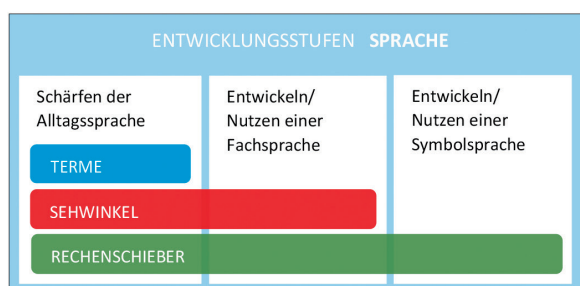 ENTWICKLUNGSSTUFEN SPRACHE
Schärfen der
Alltagssprache
Entwickeln/
Nutzen einer
Fachsprache
Entwickeln/
Nutzen einer
Symbolsprache
TERME
SEHWINKEL
RECHENSCHIEBER